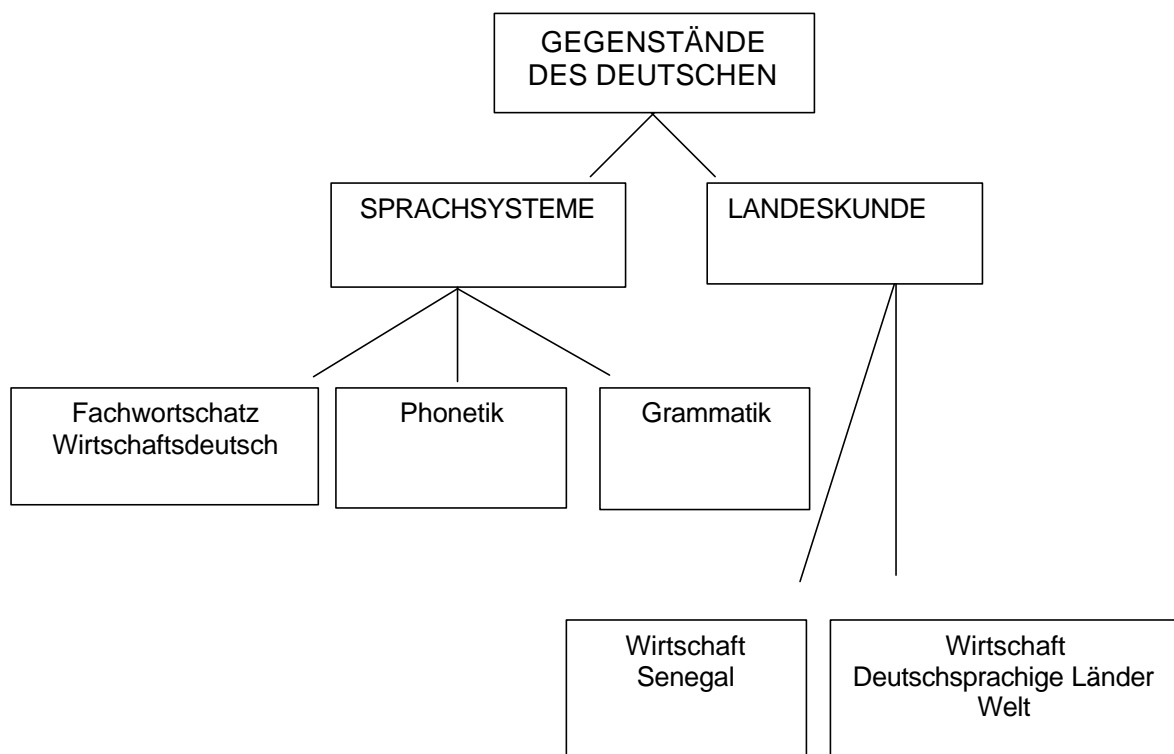 GEGENSTÄNDE
DES DEUTSCHEN
SPRACHSYSTEME
LANDESKUNDE
Fachwortschatz
Wirtschaftsdeutsch
Phonetik
Grammatik
Wirtschaft
Senegal
Wirtschaft
Deutschsprachige Länder
Welt